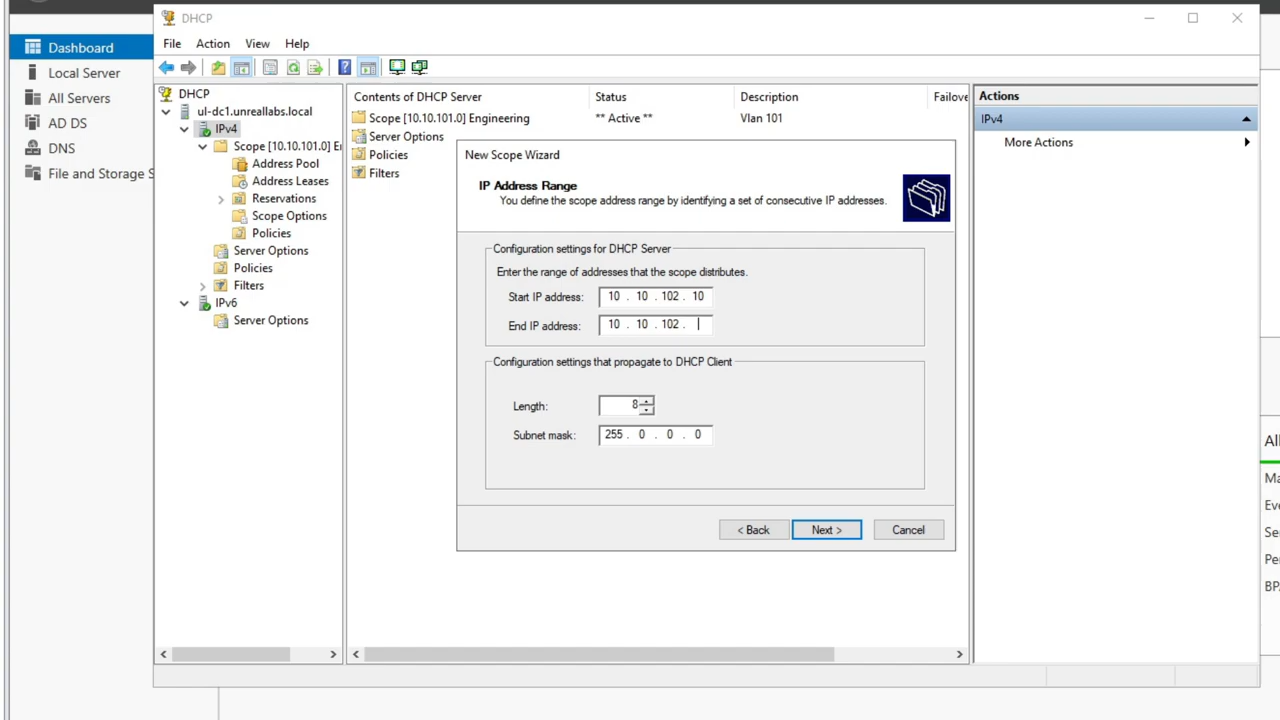 DHCP
File Action View Help
Dashboard
Local Server
All Servers
AD DS
DNS
File and Storage S
DHCP
ul-dc1.unreallabs.local
IPv4
Scope [10.10.101.0] E
Address Pool
Address Leases
Reservations
Scope Options
Policies
Server Options
Policies
Filters
IPv6
Server Options
Contents of DHCP Server Status Description Failove
Scope [10.10.101.0] Engineering ** Active ** Vlan 101
Server Options
Policies
Filters
New Scope Wizard
IP Address Range
You define the scope address range by identifying a set of consecutive IP addresses.
Configuration settings for DHCP Server
Enter the range of addresses that the scope distributes.
Start IP address: 10 . 10 . 102 . 10
End IP address: 10 . 10 . 102 .
Configuration settings that propagate to DHCP Client
Length: 8
Subnet mask: 255 . 0 . 0 . 0
< Back Next > Cancel
Actions
IPv4
More Actions
Al
Ma
Eve
Se
Pe
BP